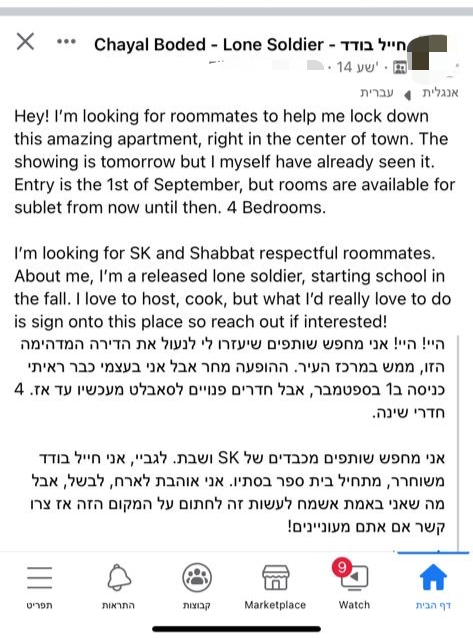 Chayal Boded - Lone Soldier - חייל בודד
14 שע' ·
אנגלית ◂ עברית
Hey! I'm looking for roommates to help me lock down
this amazing apartment, right in the center of town. The
showing is tomorrow but I myself have already seen it.
Entry is the 1st of September, but rooms are available for
sublet from now until then. 4 Bedrooms.
I'm looking for SK and Shabbat respectful roommates.
About me, I'm a released lone soldier, starting school in
the fall. I love to host, cook, but what I'd really love to do
is sign onto this place so reach out if interested!
היי! היי! אני מחפש שותפים שיעזרו לי לנעול את הדירה המדהימה
הזו, ממש במרכז העיר. ההופעה מחר אבל אני בעצמי כבר ראיתי
כניסה ב1 בספטמבר, אבל חדרים פנויים לסאבלט מעכשיו עד אז. 4
חדרי שינה.
אני מחפש שותפים מכבדים של SK ושבת. לגביי, אני חייל בודד
משוחרר, מתחיל בית ספר בסתיו. אני אוהבת לארח, לבשל, אבל
מה שאני באמת אשמח לעשות זה לחתום על המקום הזה אז צרו
קשר אם אתם מעוניינים!
9
דף הבית
Watch
Marketplace
קבוצות
התראות
תפריט